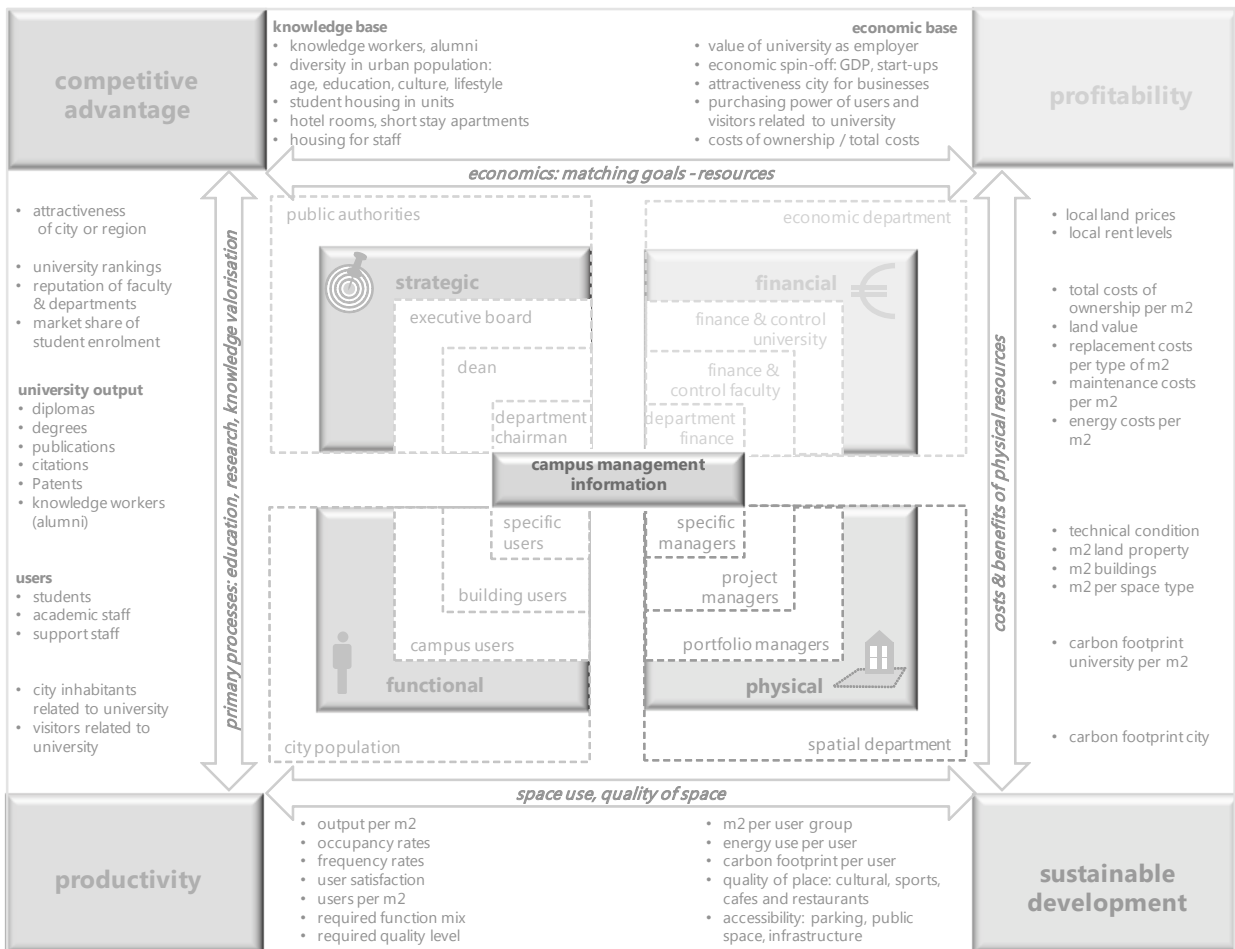 knowledge base
• knowledge workers, alumni
• diversity in urban population:
age, education, culture, lifestyle
• student housing in units
• hotel rooms, short stay apartments
• housing for staff
economic base
• value of university as employer
• economic spin-off: GDP, start-ups
• attractiveness city for businesses
• purchasing power of users and
visitors related to university
• costs of ownership / total costs
competitive
advantage
profitability
economics: matching goals - resources
• attractiveness
of city or region
• university rankings
• reputation of faculty
& departments
• market share of
student enrolment
university output
• diplomas
• degrees
• publications
• citations
• Patents
• knowledge workers
(alumni)
users
• students
• academic staff
• support staff
• city inhabitants
related to university
• visitors related to
university
primary processes: education, research, knowledge valorisation
public authorities
strategic
executive board
dean
department
chairman
economic department
financial
finance & control
university
finance &
control faculty
department
finance
campus management
information
specific
users
building users
campus users
functional
city population
specific
managers
project
managers
portfolio managers
physical
spatial department
costs & benefits of physical resources
• local land prices
• local rent levels
• total costs of
ownership per m2
• land value
• replacement costs
per type of m2
• maintenance costs
per m2
• energy costs per
m2
• technical condition
• m2 land property
• m2 buildings
• m2 per space type
• carbon footprint
university per m2
• carbon footprint city
space use, quality of space
productivity
• output per m2
• occupancy rates
• frequency rates
• user satisfaction
• users per m2
• required function mix
• required quality level
• m2 per user group
• energy use per user
• carbon footprint per user
• quality of place: cultural, sports,
cafes and restaurants
• accessibility: parking, public
space, infrastructure
sustainable
development